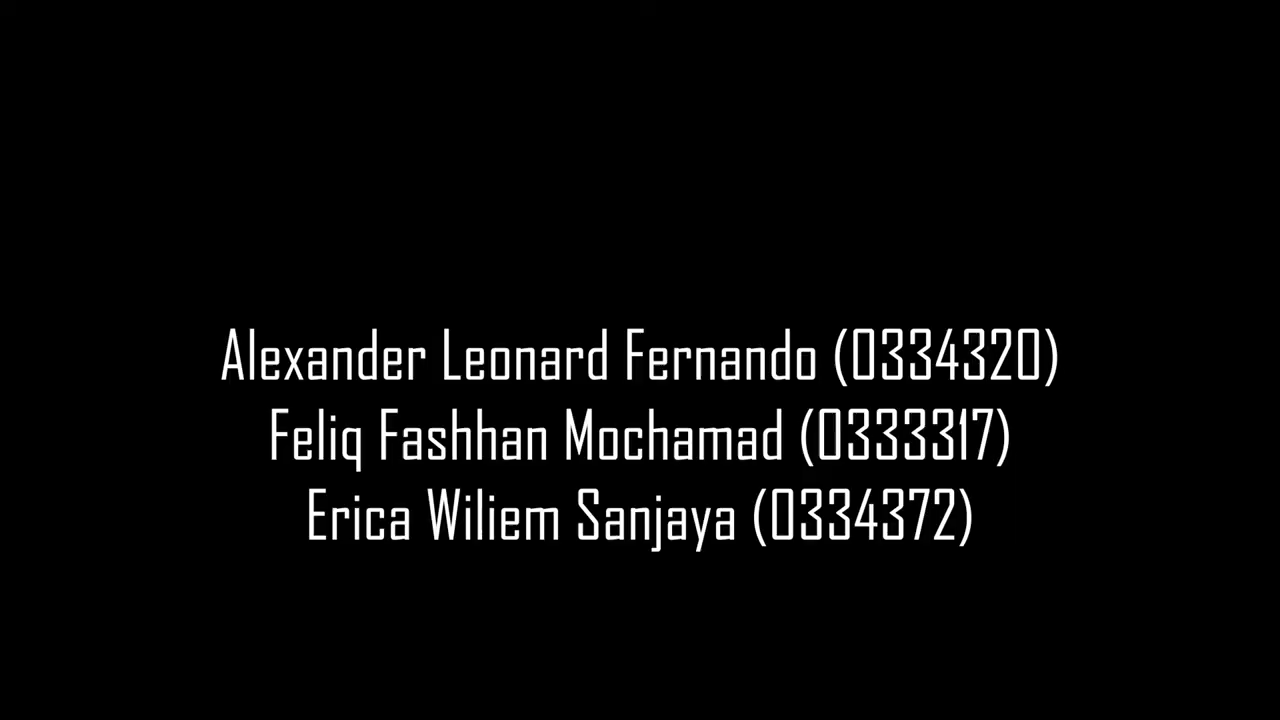 Alexander Leonard Fernando (0334320)
Feliq Fashhan Mochamad (0333317)
Erica Wiliem Sanjaya (0334372)